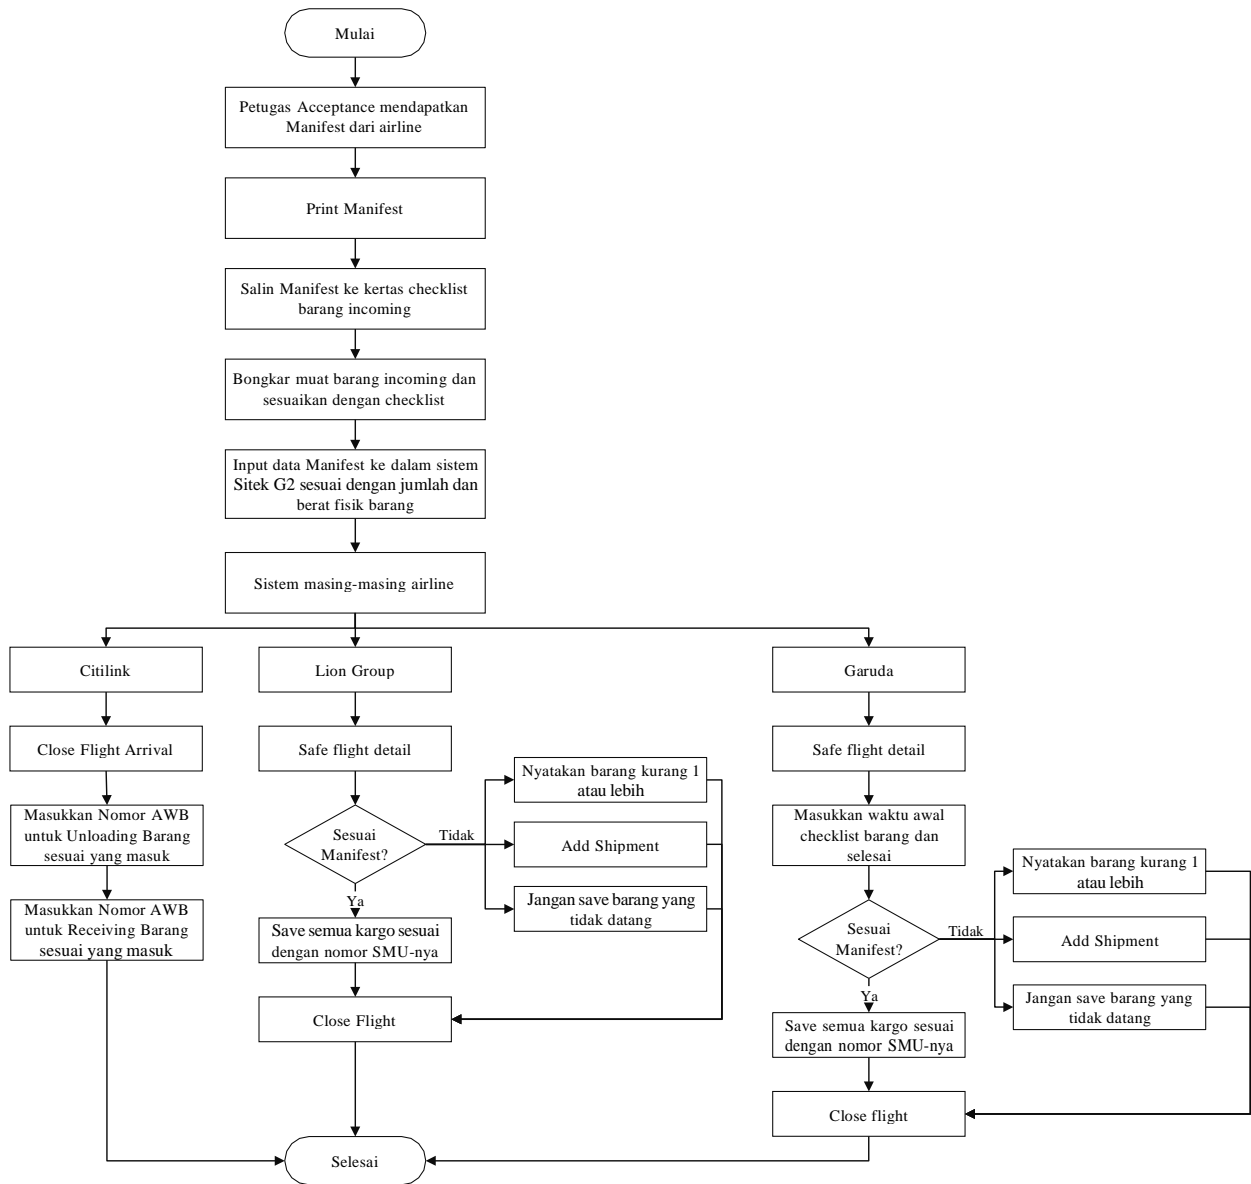 Mulai
Petugas Acceptance mendapatkan
Manifest dari airline
Print Manifest
Salin Manifest ke kertas checklist
barang incoming
Bongkar muat barang incoming dan
sesuaikan dengan checklist
Input data Manifest ke dalam sistem
Sitek G2 sesuai dengan jumlah dan
berat fisik barang
Sistem masing-masing airline
Citilink
Close Flight Arrival
Masukkan Nomor AWB
untuk Unloading Barang
sesuai yang masuk
Masukkan Nomor AWB
untuk Receiving Barang
sesuai yang masuk
Lion Group
Safe flight detail
Sesuai
Manifest?
Tidak
Nyatakan barang kurang 1
atau lebih
Add Shipment
Jangan save barang yang
tidak datang
Ya
Save semua kargo sesuai
dengan nomor SMU-nya
Close Flight
Garuda
Safe flight detail
Masukkan waktu awal
checklist barang dan
selesai
Sesuai
Manifest?
Tidak
Nyatakan barang kurang 1
atau lebih
Add Shipment
Jangan save barang yang
tidak datang
Ya
Save semua kargo sesuai
dengan nomor SMU-nya
Close flight
Selesai